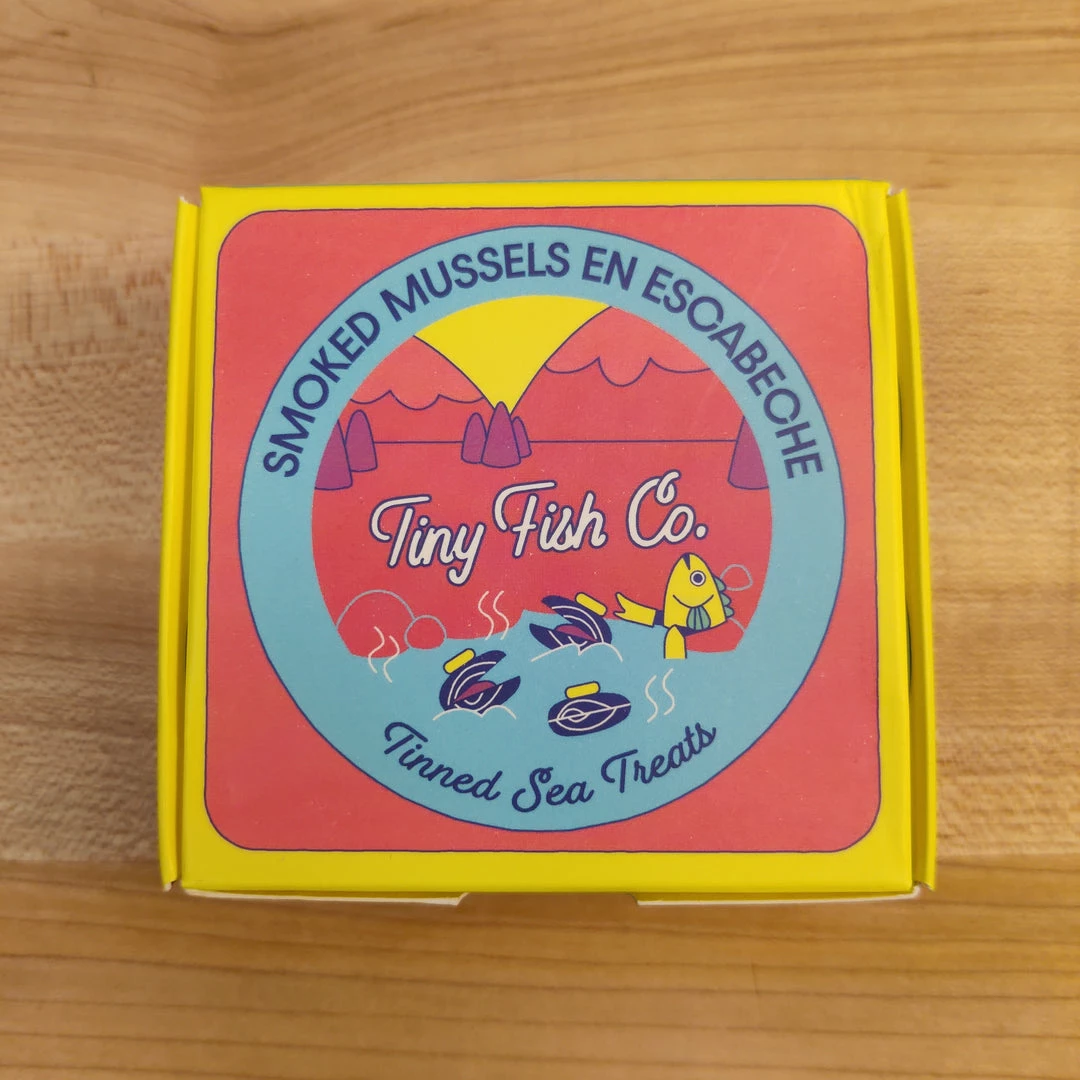 SMOKED MUSSELS EN ESCABECHE
Tiny Fish Co.
Tinned Sea Treats